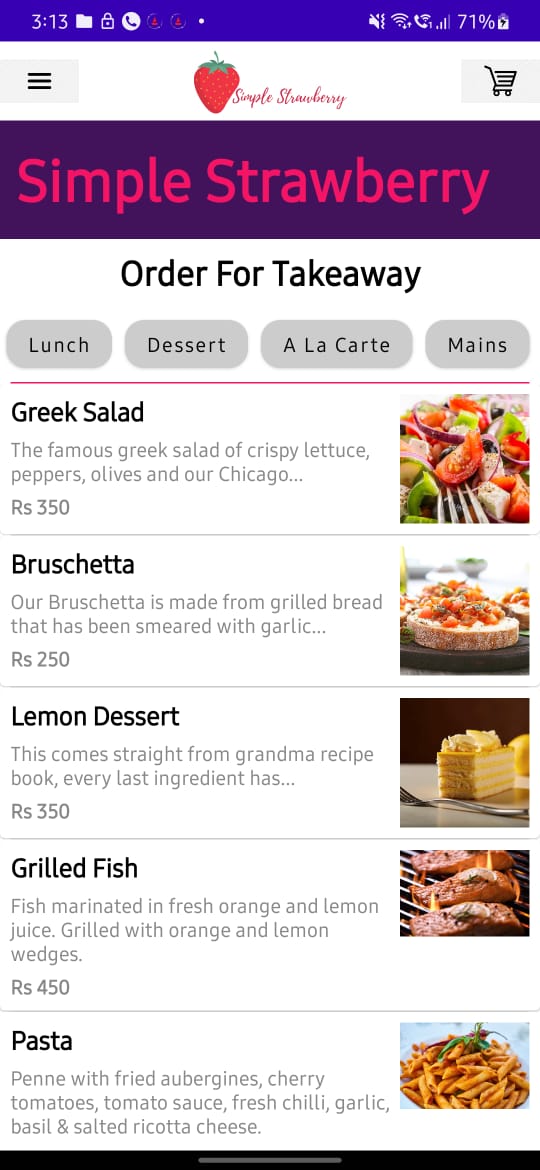 3:13
71%
Simple Strawberry
Simple Strawberry
Order For Takeaway
Lunch
Dessert
A La Carte
Mains
Greek Salad
The famous greek salad of crispy lettuce,
peppers, olives and our Chicago...
Rs 350
Bruschetta
Our Bruschetta is made from grilled bread
that has been smeared with garlic...
Rs 250
Lemon Dessert
This comes straight from grandma recipe
book, every last ingredient has...
Rs 350
Grilled Fish
Fish marinated in fresh orange and lemon
juice. Grilled with orange and lemon
wedges.
Rs 450
Pasta
Penne with fried aubergines, cherry
tomatoes, tomato sauce, fresh chilli, garlic,
basil & salted ricotta cheese.